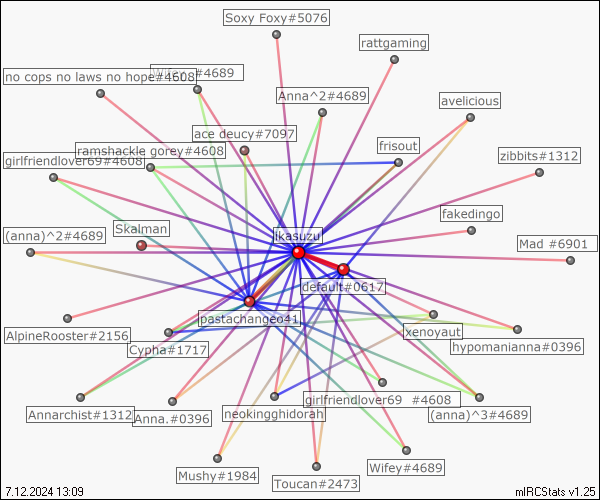 Soxy Foxy#5076
rattgaming
no cops no laws no hope#4608
#4689
Anna^2#4689
avelicious
ace deucy#7097
frisout
ramshackle gorey#4608
girlfriendlover69#4608
zibbits#1312
fakedingo
Skalman
(anna)^2#4689
ikasuzu
Mad #6901
default#0617
pastachange41
xenoyaut
AlpineRooster#2156
Cypha#1717
hypomanianna#0396
girlfriendlover69 #4608
Annarchist#1312
Anna.#0396
neokingghidorah
(anna)^3#4689
Mushy#1984
Toucan#2473
Wifey#4689
7.12.2024 13:09
mIRCStats v1.25